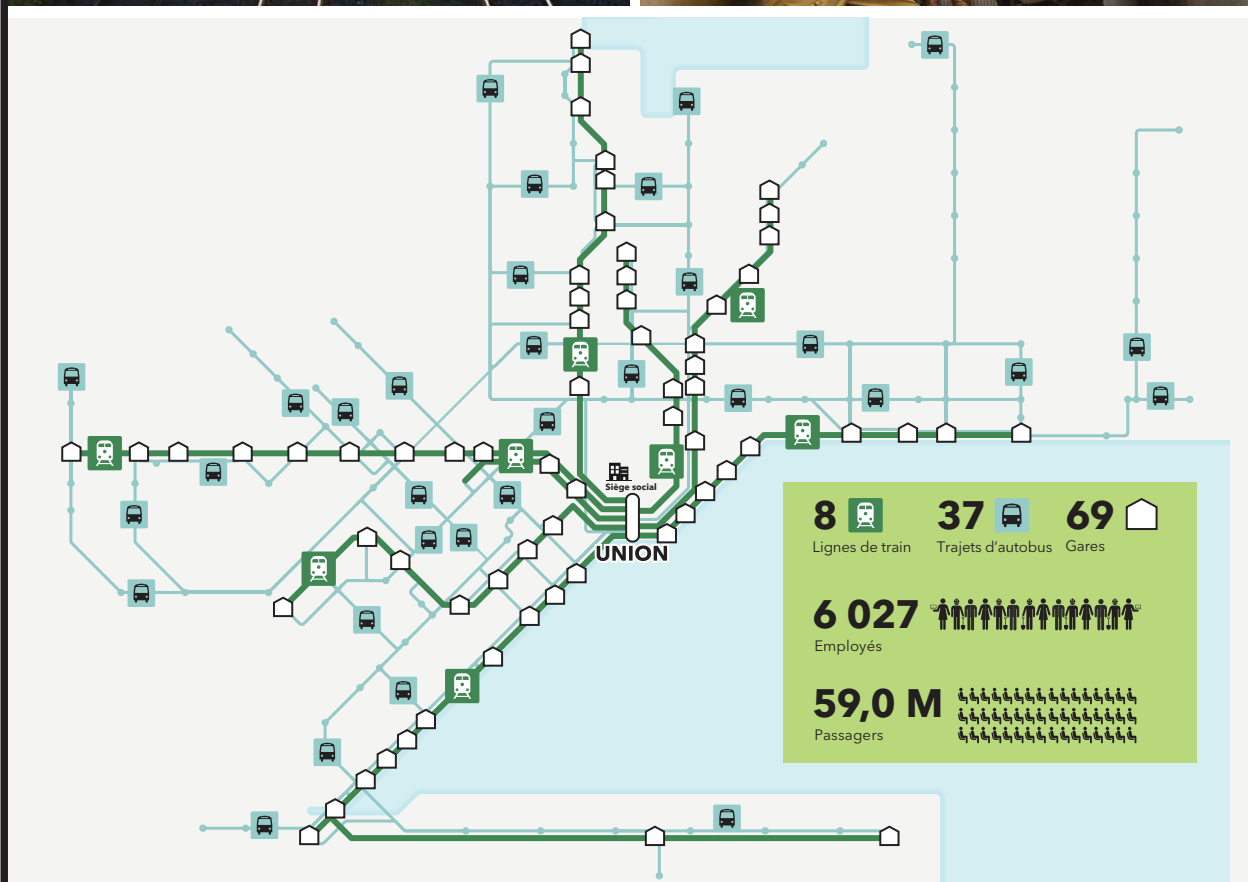 Siège social
UNION
8 37 69
Lignes de train Trajets d’autobus Gares
6 027
Employés
59,0 M
Passagers